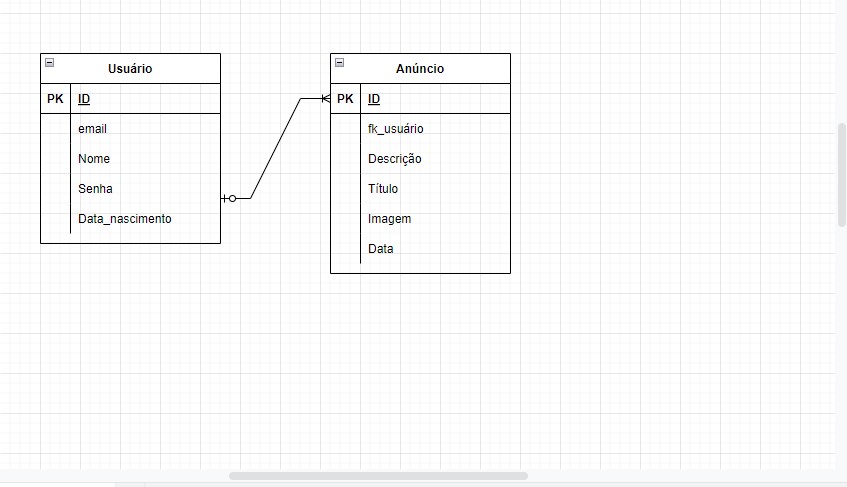 Usuário
PK ID
email
Nome
Senha
Data_nascimento
Anúncio
PK ID
fk_usuário
Descrição
Título
Imagem
Data